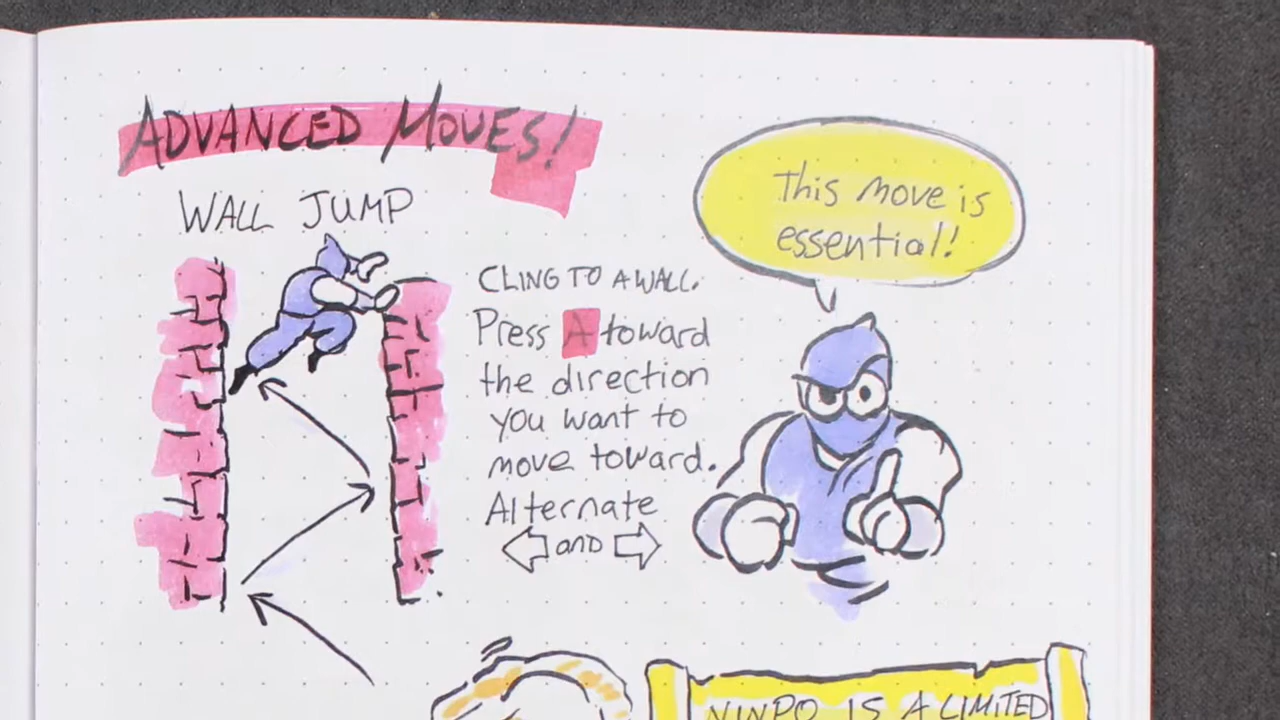 ADVANCED MOVES!
WALL JUMP
This move is
essential!
CLING TO A WALL.
Press A toward
the direction
you want to
move toward.
Alternate
AND
NINPO IS A LIMITED